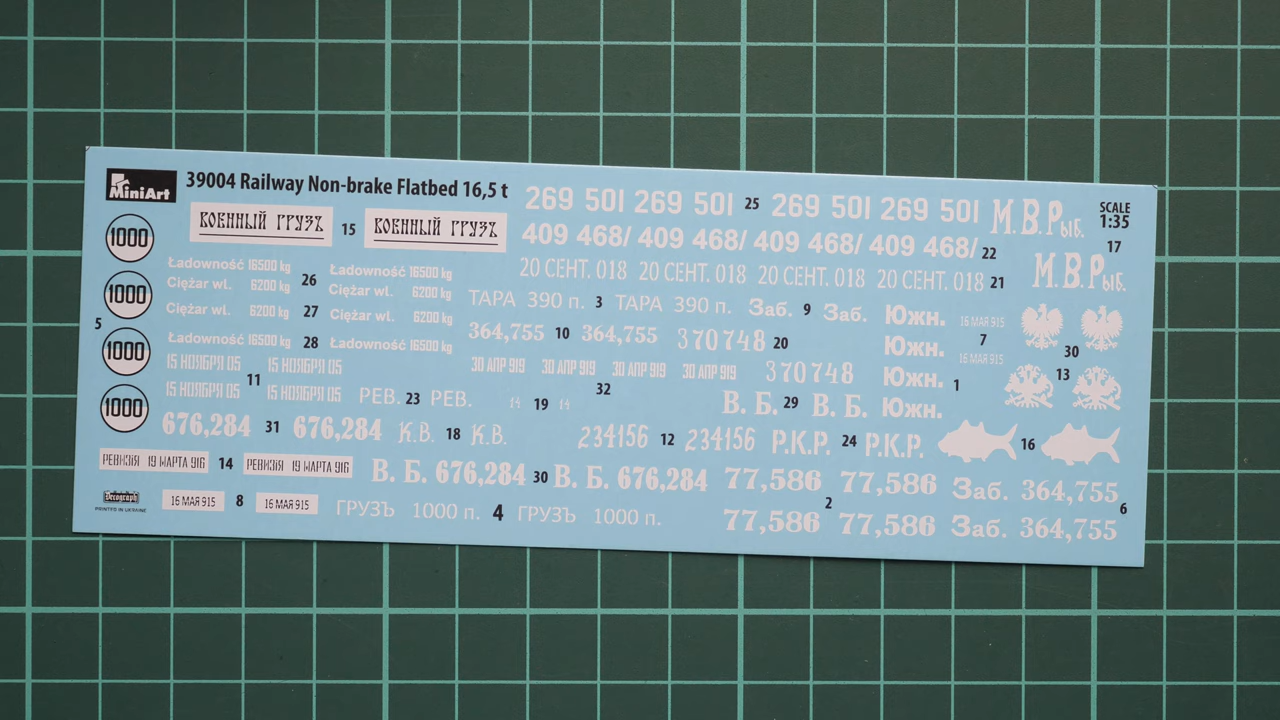 MiniArt 39004 Railway Non-brake Flatbed 16,5 t
269 501 269 501 25 269 501 269 501
М.В.Рыб.
SCALE
1:35
17
1000
ВОЕННЫЙ ГРУЗЪ 15 ВОЕННЫЙ ГРУЗЪ
409 468/ 409 468/ 409 468/ 409 468/ 22
М.В.Рыб.
1000
Ładowność 16500 kg 26 Ładowność 16500 kg
Ciężar wł. 6200 kg Ciężar wł. 6200 kg
20 СЕНТ. 018 20 СЕНТ. 018 20 СЕНТ. 018 20 СЕНТ. 018 21
5
Ciężar wł. 6200 kg 27 Ciężar wł. 6200 kg
ТАРА 390 п. 3 ТАРА 390 п. Заб. 9 Заб. Южн. 16 МАЯ 915
7
30
1000
Ładowność 16500 kg 28 Ładowność 16500 kg
364,755 10 364,755 370748 20 Южн. 16 МАЯ 915
13
15 НОЯБРЯ 05 15 НОЯБРЯ 05
11
30 АПР 919 30 АПР 919 30 АПР 919 30 АПР 919 370748 Южн. 1
32
1000
15 НОЯБРЯ 05 15 НОЯБРЯ 05 РЕВ. 23 РЕВ. 14 19 14 В. Б. 29 В. Б. Южн.
676,284 31 676,284 К.В. 18 К.В. 234156 12 234156 Р.К.Р. 24 Р.К.Р. 16
РЕВИЗІЯ 19 МАРТА 916 14 РЕВИЗІЯ 19 МАРТА 916 В. Б. 676,284 30 В. Б. 676,284 77,586 77,586 Заб. 364,755
2
6
Decograph
PRINTED IN UKRAINE
16 МАЯ 915 8 16 МАЯ 915 ГРУЗЪ 1000 п. 4 ГРУЗЪ 1000 п. 77,586 77,586 Заб. 364,755